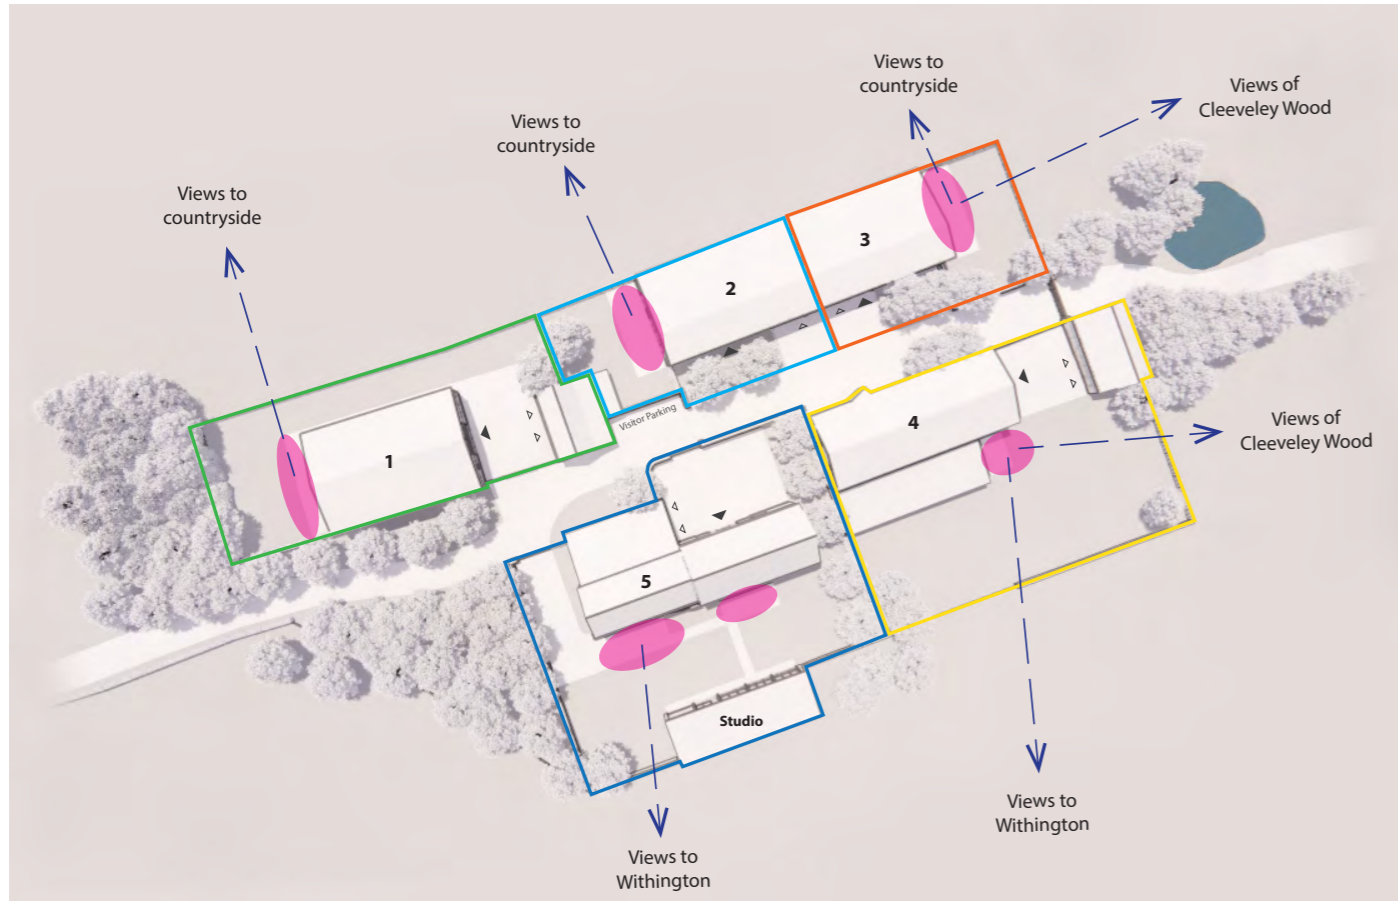 Views to
countryside
Views of
Cleeveley Wood
Views to
countryside
Views to
countryside
3
2
Visitor Parking
4
Views of
Cleeveley Wood
1
5
Studio
Views to
Withington
Views to
Withington